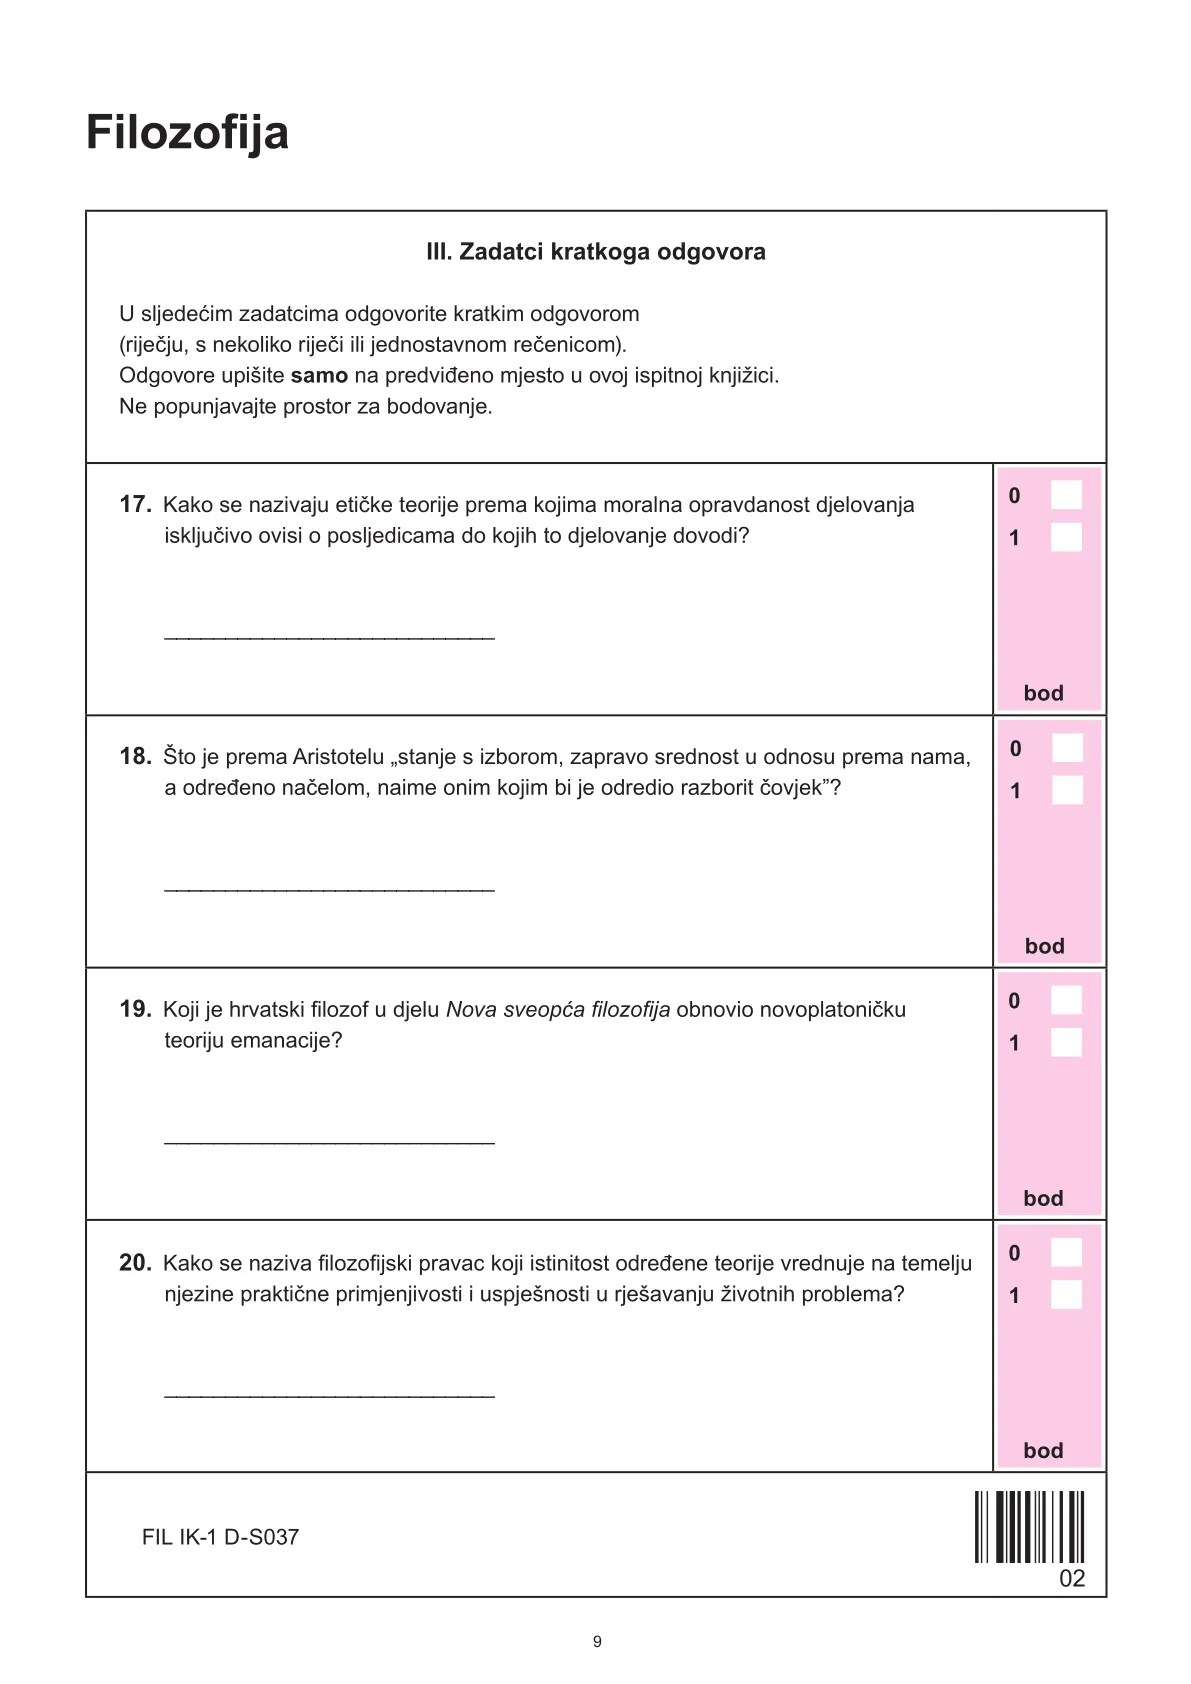 Filozofija
III. Zadatci kratkoga odgovora
U sljedećim zadatcima odgovorite kratkim odgovorom
(riječju, s nekoliko riječi ili jednostavnom rečenicom).
Odgovore upišite samo na predviđeno mjesto u ovoj ispitnoj knjižici.
Ne popunjavajte prostor za bodovanje.
17. Kako se nazivaju etičke teorije prema kojima moralna opravdanost djelovanja
isključivo ovisi o posljedicama do kojih to djelovanje dovodi?
0
1
bod
18. Što je prema Aristotelu „stanje s izborom, zapravo srednost u odnosu prema nama,
a određeno načelom, naime onim kojim bi je odredio razborit čovjek”?
0
1
bod
19. Koji je hrvatski filozof u djelu Nova sveopća filozofija obnovio novoplatoničku
teoriju emanacije?
0
1
bod
20. Kako se naziva filozofijski pravac koji istinitost određene teorije vrednuje na temelju
njezine praktične primjenjivosti i uspješnosti u rješavanju životnih problema?
0
1
bod
FIL IK-1 D-S037
02
9